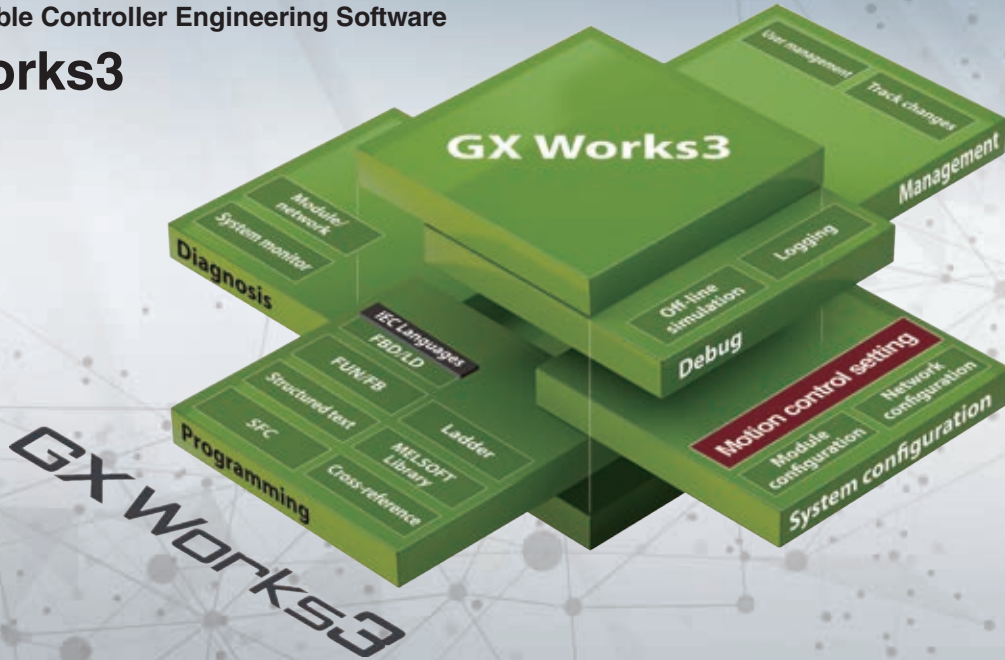 ble Controller Engineering Software
orks3
GX Works3
User management
Track changes
Management
Module/
network
System monitor
Diagnosis
Logging
Off-line
simulation
Debug
IEC Languages
FBD/LD
FUN/FB
Structured text
SFC
Ladder
MELSOFT
Library
Cross-reference
Programming
Motion control setting
Network
configuration
Module
configuration
System configuration
GX Works3